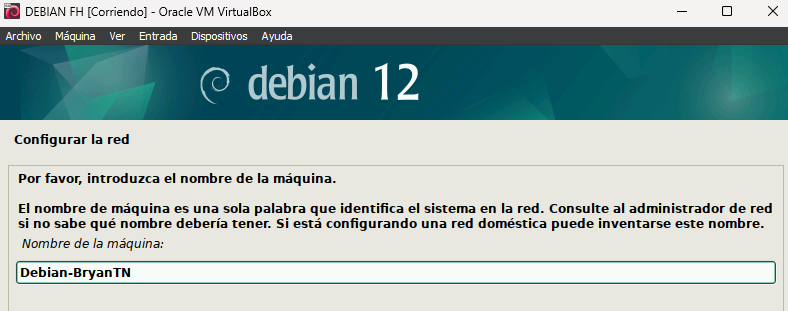 DEBIAN FH [Corriendo] - Oracle VM VirtualBox
Archivo Máquina Ver Entrada Dispositivos Ayuda
debian 12
Configurar la red
Por favor, introduzca el nombre de la máquina.
El nombre de máquina es una sola palabra que identifica el sistema en la red. Consulte al administrador de red
si no sabe qué nombre debería tener. Si está configurando una red doméstica puede inventarse este nombre.
Nombre de la máquina:
Debian-BryanTN